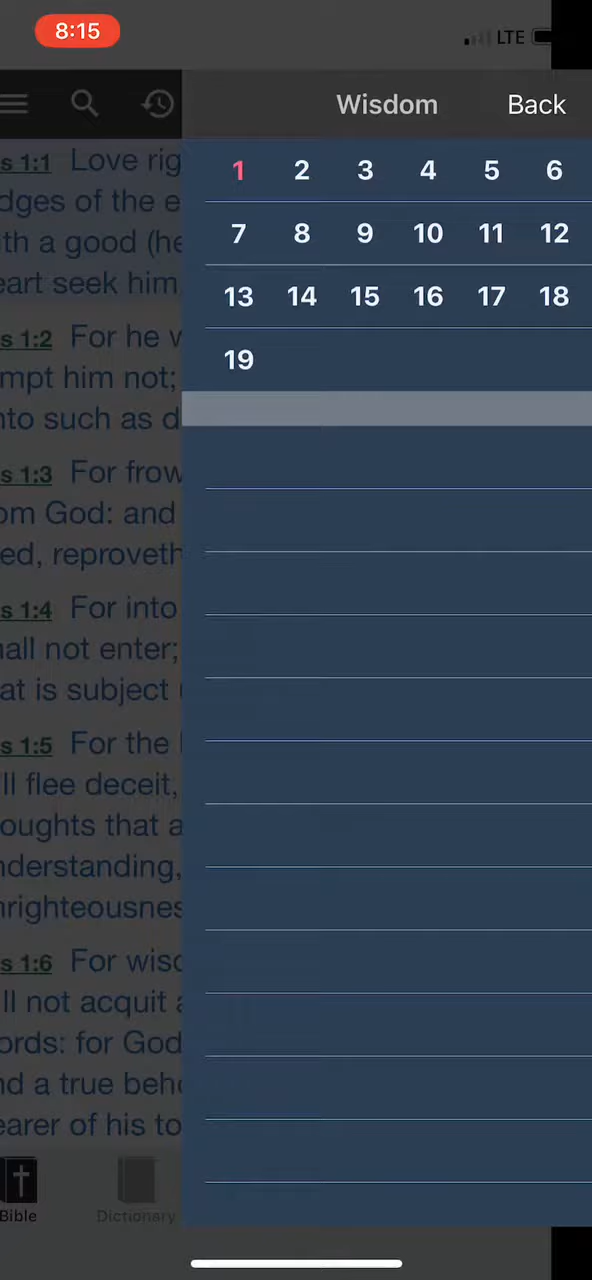 8:15
LTE
Wisdom Back
1 2 3 4 5 6
7 8 9 10 11 12
13 14 15 16 17 18
19
s 1:1 Love rig
dges of the e
th a good (he
eart seek him
s 1:2 For he w
mpt him not;
nto such as d
s 1:3 For frow
om God: and
ed, reproveth
s 1:4 For into
hall not enter;
at is subject
s 1:5 For the
ll flee deceit,
oughts that a
nderstanding,
nrighteousnes
s 1:6 For wisd
ll not acquit a
ords: for God
nd a true beho
earer of his to
Bible Dictionary